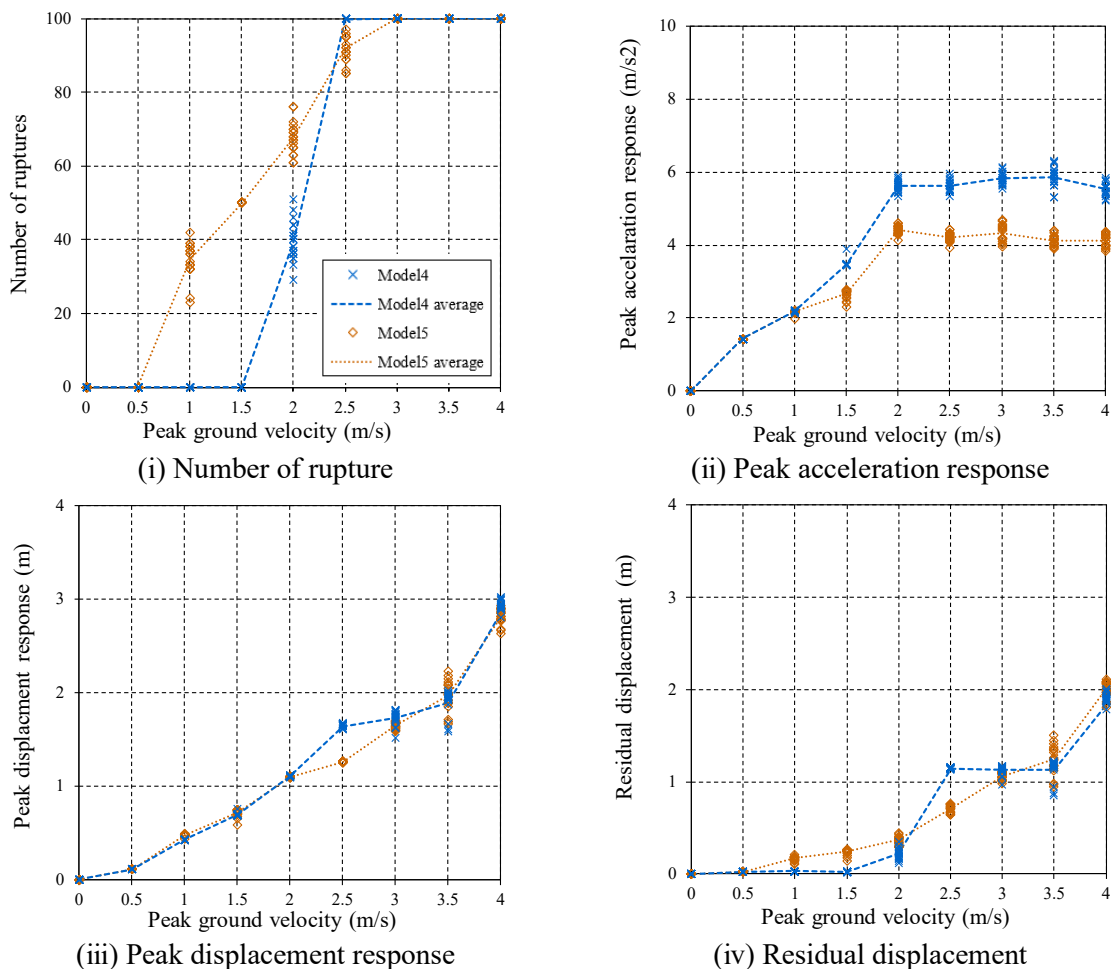 Number of ruptures
100
80
60
40
20
0
Model4
Model4 average
Model5
Model5 average
0 0.5 1 1.5 2 2.5 3 3.5 4
Peak ground velocity (m/s)
(i) Number of rupture
Peak accelaration response (m/s2)
10
8
6
4
2
0
0 0.5 1 1.5 2 2.5 3 3.5 4
Peak ground velocity (m/s)
(ii) Peak acceleration response
Peak displacment response (m)
4
3
2
1
0
0 0.5 1 1.5 2 2.5 3 3.5 4
Peak ground velocity (m/s)
(iii) Peak displacement response
Residual displacement (m)
4
3
2
1
0
0 0.5 1 1.5 2 2.5 3 3.5 4
Peak ground velocity (m/s)
(iv) Residual displacement